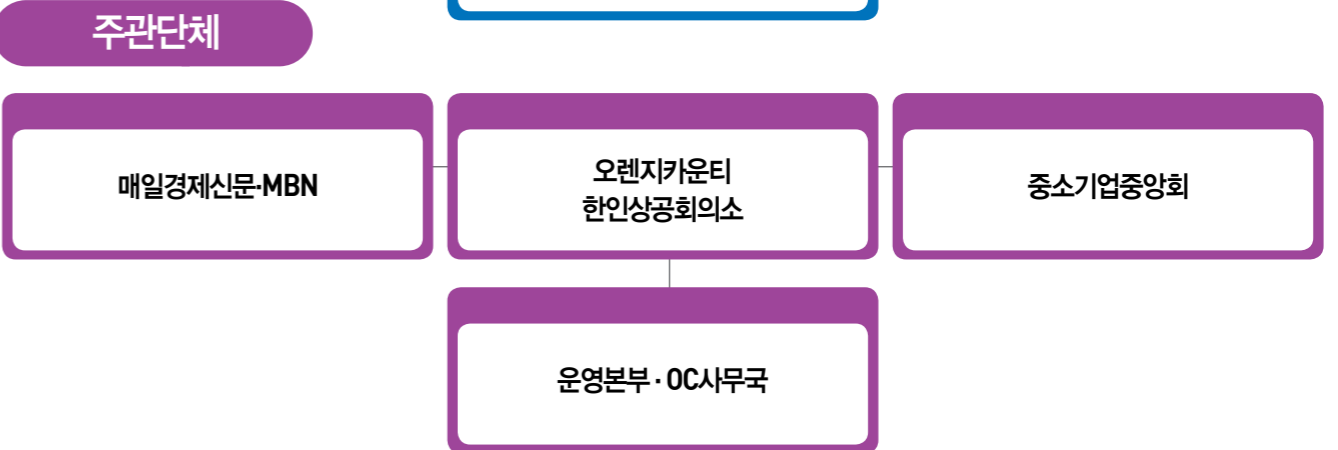 주관단체
매일경제신문·MBN
오렌지카운티
한인상공회의소
중소기업중앙회
운영본부 · OC사무국